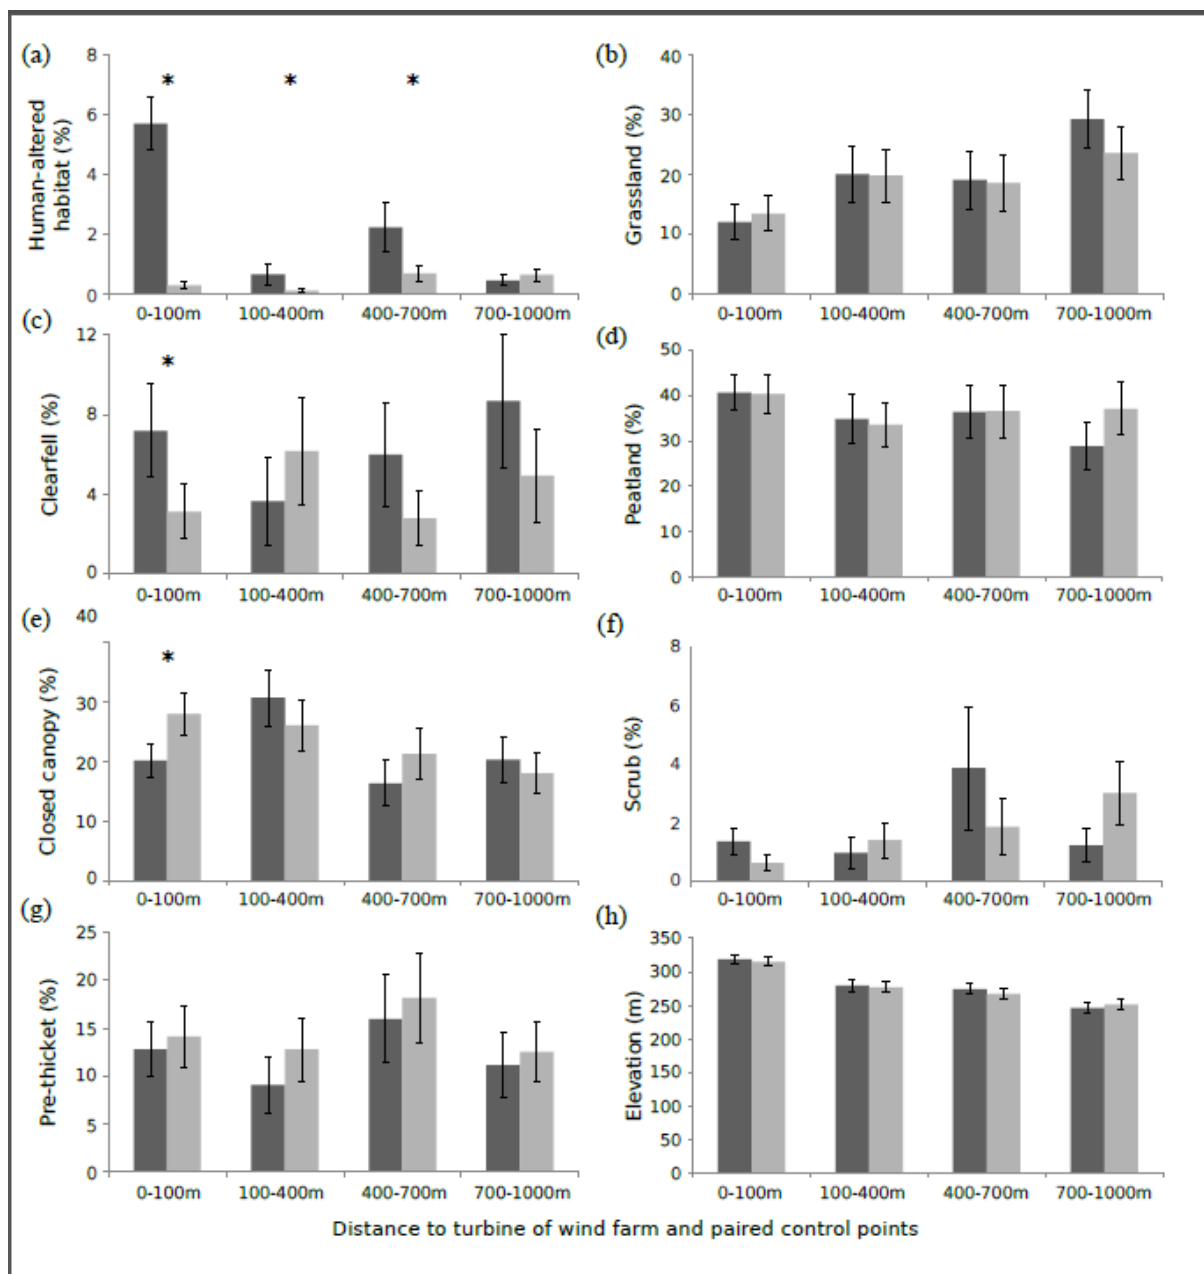 (a)
Human-altered
habitat (%)
8
6
4
2
0
*
*
*
0-100m 100-400m 400-700m 700-1000m
(b)
Grassland (%)
40
30
20
10
0
0-100m 100-400m 400-700m 700-1000m
(c)
Clearfell (%)
12
8
4
0
*
0-100m 100-400m 400-700m 700-1000m
(d)
Peatland (%)
50
40
30
20
10
0
0-100m 100-400m 400-700m 700-1000m
(e)
Closed canopy (%)
40
30
20
10
0
*
0-100m 100-400m 400-700m 700-1000m
(f)
Scrub (%)
8
6
4
2
0
0-100m 100-400m 400-700m 700-1000m
(g)
Pre-thicket (%)
25
20
15
10
5
0
0-100m 100-400m 400-700m 700-1000m
(h)
Elevation (m)
350
300
250
200
150
100
50
0
0-100m 100-400m 400-700m 700-1000m
Distance to turbine of wind farm and paired control points